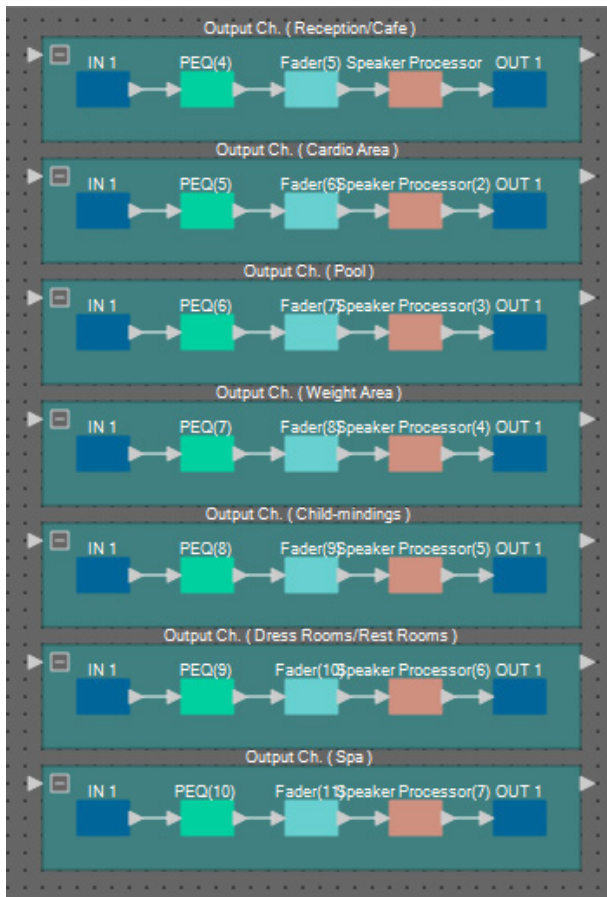 Output Ch. ( Reception/Cafe )
IN 1 PEQ(4) Fader(5) Speaker Processor OUT 1
Output Ch. ( Cardio Area )
IN 1 PEQ(5) Fader(6) Speaker Processor(2) OUT 1
Output Ch. ( Pool )
IN 1 PEQ(6) Fader(7) Speaker Processor(3) OUT 1
Output Ch. ( Weight Area )
IN 1 PEQ(7) Fader(8) Speaker Processor(4) OUT 1
Output Ch. ( Child-mindings )
IN 1 PEQ(8) Fader(9) Speaker Processor(5) OUT 1
Output Ch. ( Dress Rooms/Rest Rooms )
IN 1 PEQ(9) Fader(10) Speaker Processor(6) OUT 1
Output Ch. ( Spa )
IN 1 PEQ(10) Fader(11) Speaker Processor(7) OUT 1